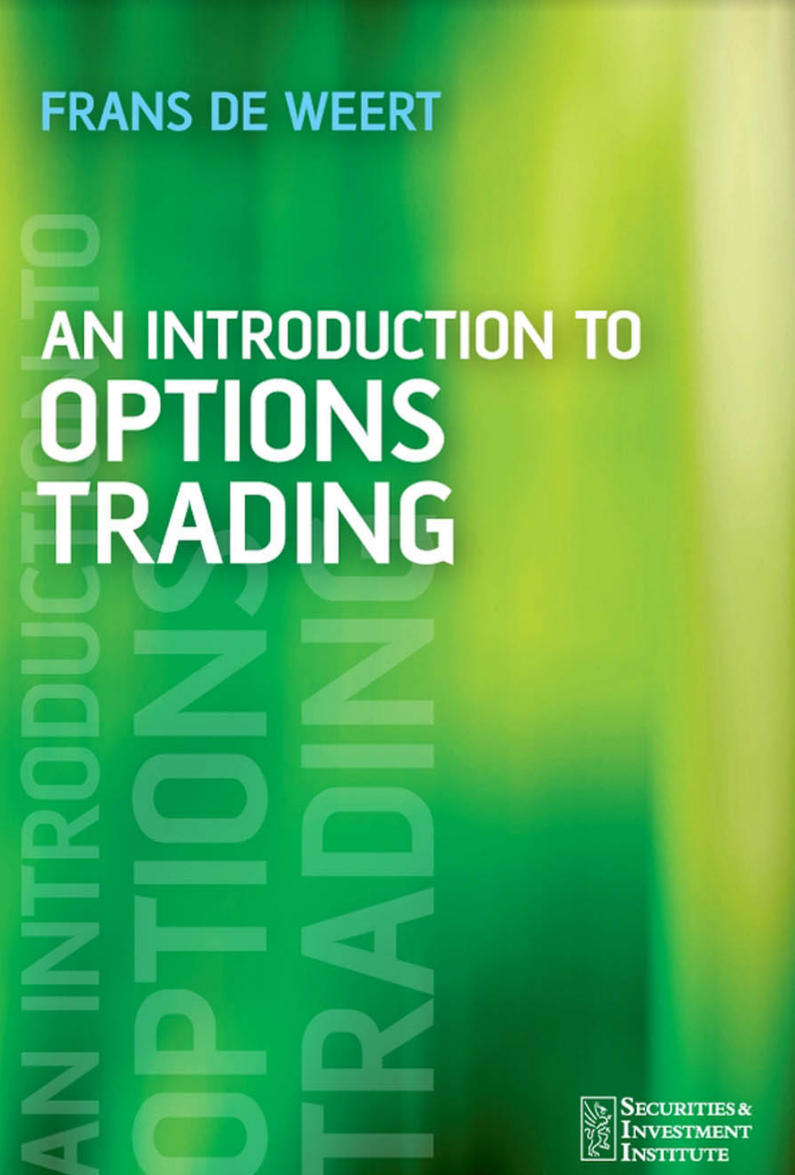 FRANS DE WEERT
AN INTRODUCTION TO
OPTIONS
TRADING
AN INTRODUCTION TO
OPTIONS
TRADING
SECURITIES &
INVESTMENT
INSTITUTE